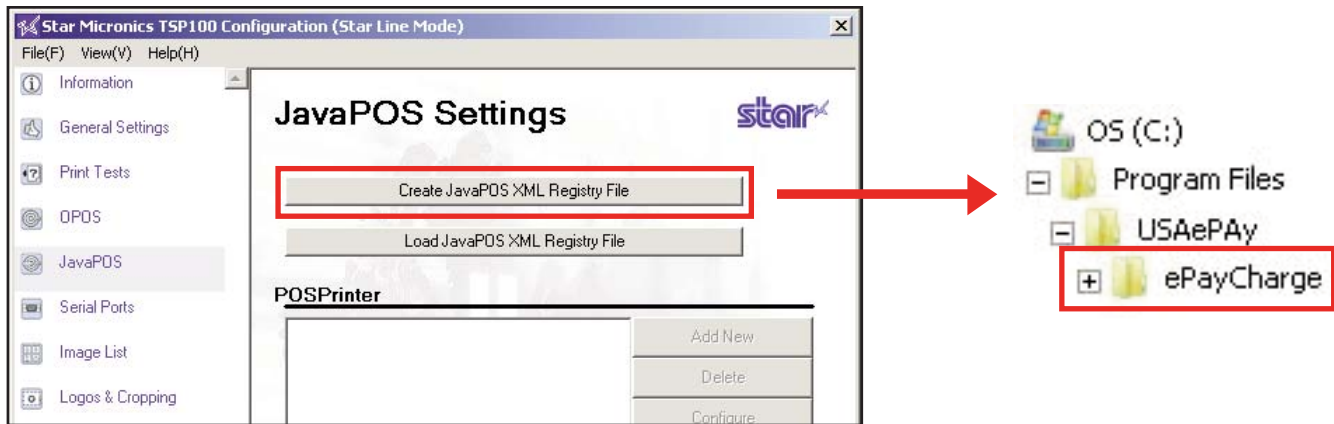 Star Micronics TSP100 Configuration (Star Line Mode)
File(F) View(V) Help(H)
Information
General Settings
Print Tests
OPOS
JavaPOS
Serial Ports
Image List
Logos & Cropping
JavaPOS Settings
star
Create JavaPOS XML Registry File
Load JavaPOS XML Registry File
POSPrinter
Add New
Delete
Configure
OS (C:)
Program Files
USAePAy
ePayCharge